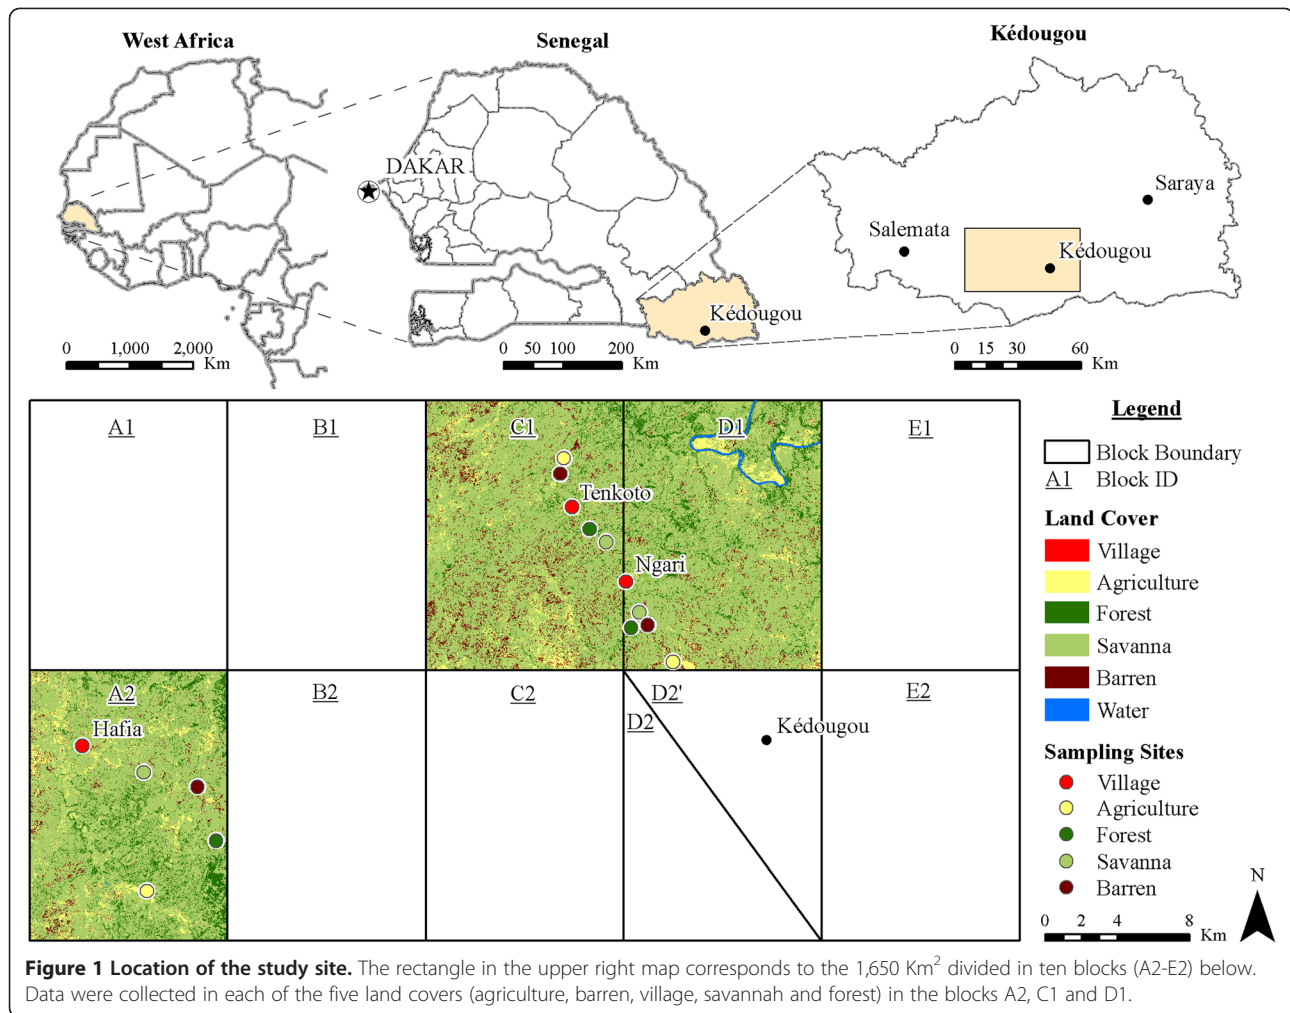 West Africa
Senegal
Kédougou
DAKAR
Kédougou
Saraya
Salemata
Kédougou
0 1,000 2,000
Km
0 50 100 200
Km
0 15 30 60
Km
A1
B1
C1
D1
E1
Tenkoto
Ngari
A2
B2
C2
D2'
D2
E2
Hafia
Kédougou
Legend
Block Boundary
A1 Block ID
Land Cover
Village
Agriculture
Forest
Savanna
Barren
Water
Sampling Sites
Village
Agriculture
Forest
Savanna
Barren
N
0 2 4 8
Km
Figure 1 Location of the study site. The rectangle in the upper right map corresponds to the 1,650 Km² divided in ten blocks (A2-E2) below.
Data were collected in each of the five land covers (agriculture, barren, village, savannah and forest) in the blocks A2, C1 and D1.